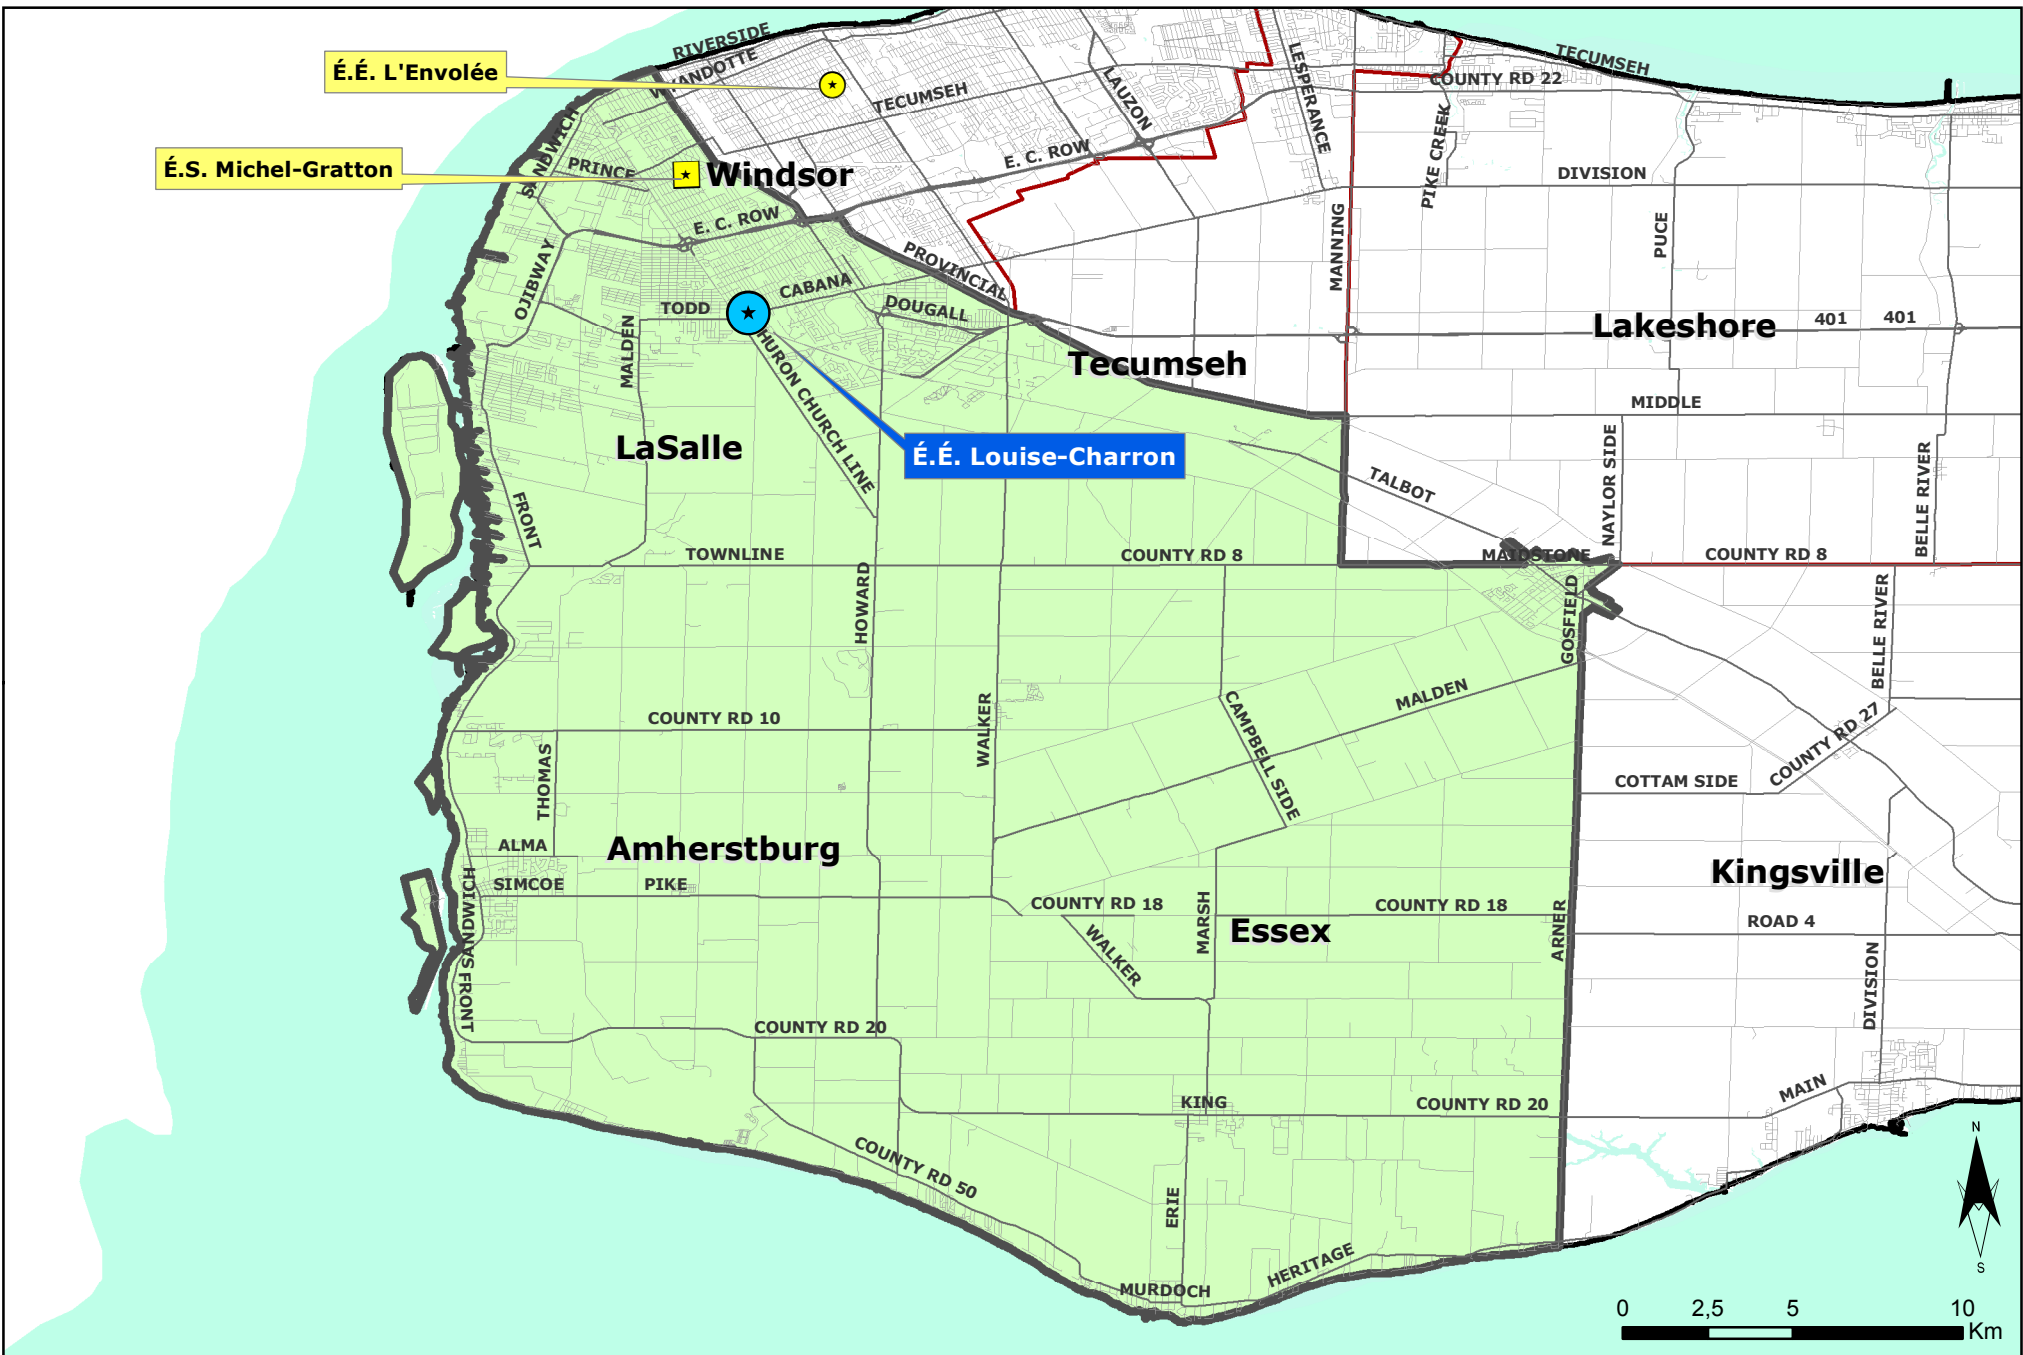 RIVERSIDE
WYANDOTTE
É.É. L'Envolée
TECUMSEH
LAUZON
LESPERANCE
TECUMSEH
COUNTY RD 22
SANDWICH
PRINCE
É.S. Michel-Gratton
Windsor
E. C. ROW
E. C. ROW
PIKE CREEK
DIVISION
PUCE
MANNING
OJIBWAY
PROVINCIAL
CABANA
DOUGALL
TODD
MALDEN
HURON CHURCH LINE
Lakeshore
401
401
Tecumseh
MIDDLE
LaSalle
É.É. Louise-Charron
TALBOT
NAYLOR SIDE
BELLE RIVER
FRONT
TOWNLINE
COUNTY RD 8
MAIDSTONE
COUNTY RD 8
HOWARD
GOSFIELD
BELLE RIVER
COUNTY RD 10
WALKER
CAMPBELL SIDE
MALDEN
COUNTY RD 27
COTTAM SIDE
THOMAS
ALMA
Amherstburg
Kingsville
SIMCOE
PIKE
SANDWICH
COUNTY RD 18
COUNTY RD 18
MARSH
Essex
ARNER
ROAD 4
WALKER
S FRONT
DIVISION
COUNTY RD 20
KING
COUNTY RD 20
MAIN
COUNTY RD 50
ERIE
HERITAGE
MURDOCH
N
S
0 2,5 5 10
Km